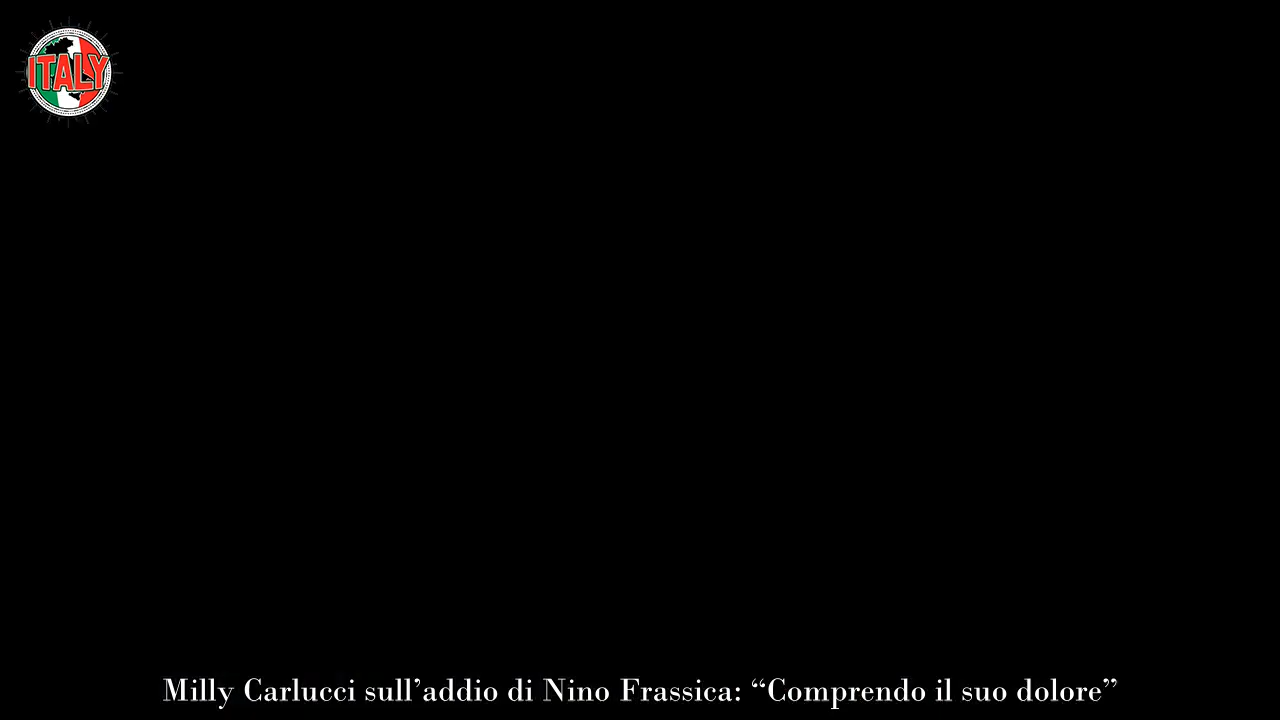 ITALY
Milly Carlucci sull’addio di Nino Frassica: “Comprendo il suo dolore”